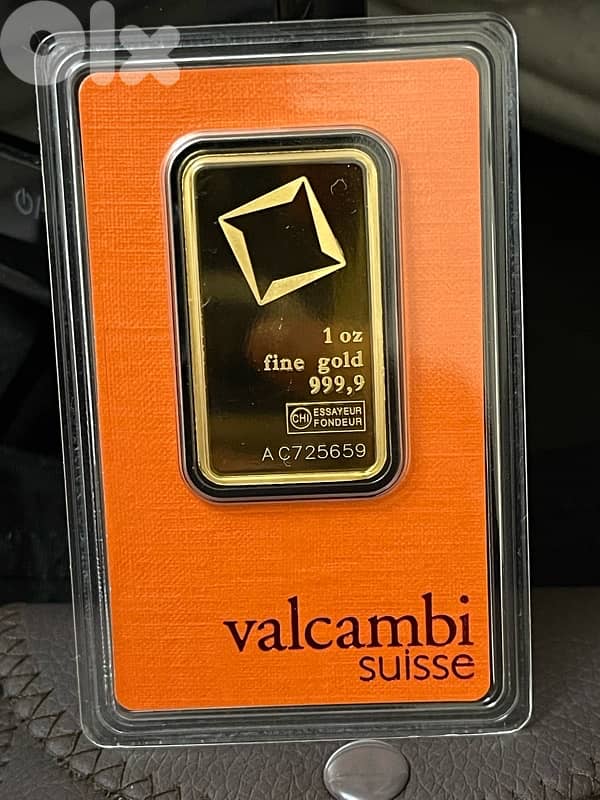 Olx
1 oz
fine gold
999,9
CHI ESSAYEUR
FONDEUR
AC725659
valcambi
suisse